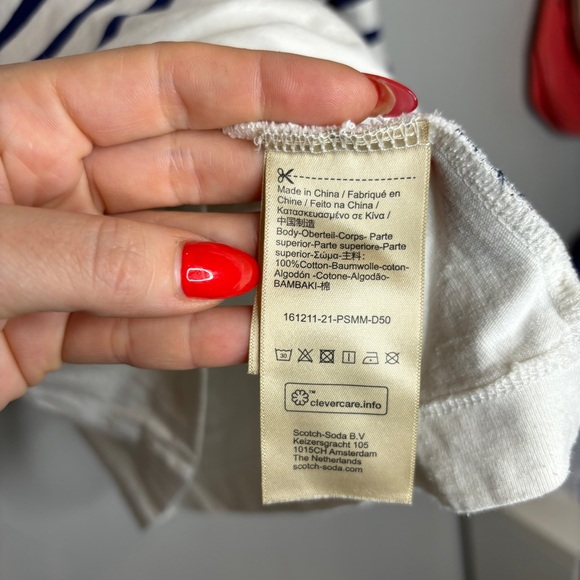 Made in China / Fabriqué en
Chine / Feito na China /
Κατασκευασμένο σε Κίνα /
中国制造
Body-Oberteil-Corps- Parte
superior-Parte superiore-Parte
superior-Σώμα-主料:
100%Cotton-Baumwolle-coton-
Algodón -Cotone-Algodão-
BAMBAKI-棉
161211-21-PSMM-D50
30
™
clevercare.info
Scotch-Soda B.V
Keizersgracht 105
1015CH Amsterdam
The Netherlands
scotch-soda.com